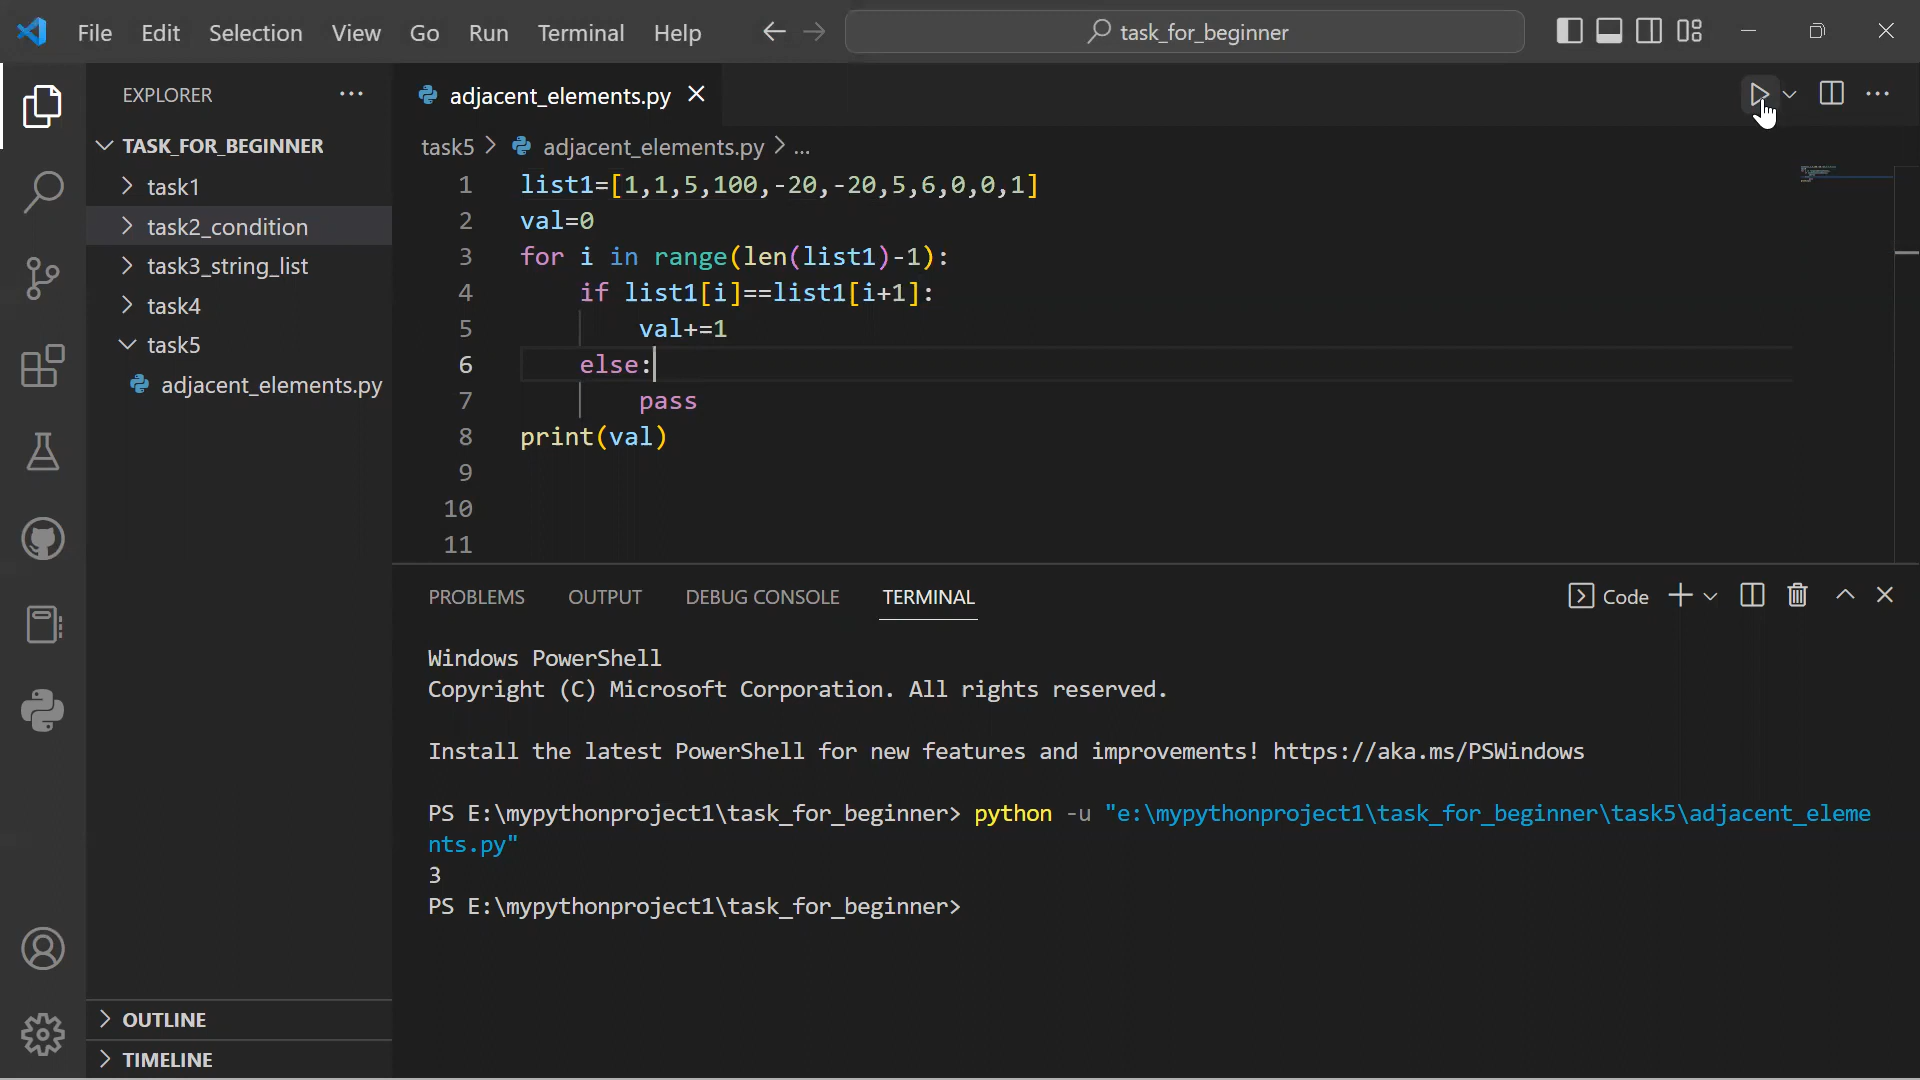 File Edit Selection View Go Run Terminal Help task_for_beginner
EXPLORER
TASK_FOR_BEGINNER
task1
task2_condition
task3_string_list
task4
task5
adjacent_elements.py
OUTLINE
TIMELINE
adjacent_elements.py
task5 > adjacent_elements.py > ...
1 list1=[1,1,5,100,-20,-20,5,6,0,0,1]
2 val=0
3 for i in range(len(list1)-1):
4 if list1[i]==list1[i+1]:
5 val+=1
6 else:
7 pass
8 print(val)
9
10
11
PROBLEMS OUTPUT DEBUG CONSOLE TERMINAL Code
Windows PowerShell
Copyright (C) Microsoft Corporation. All rights reserved.
Install the latest PowerShell for new features and improvements! https://aka.ms/PSWindows
PS E:\mypythonproject1\task_for_beginner> python -u "e:\mypythonproject1\task_for_beginner\task5\adjacent_eleme
nts.py"
3
PS E:\mypythonproject1\task_for_beginner>